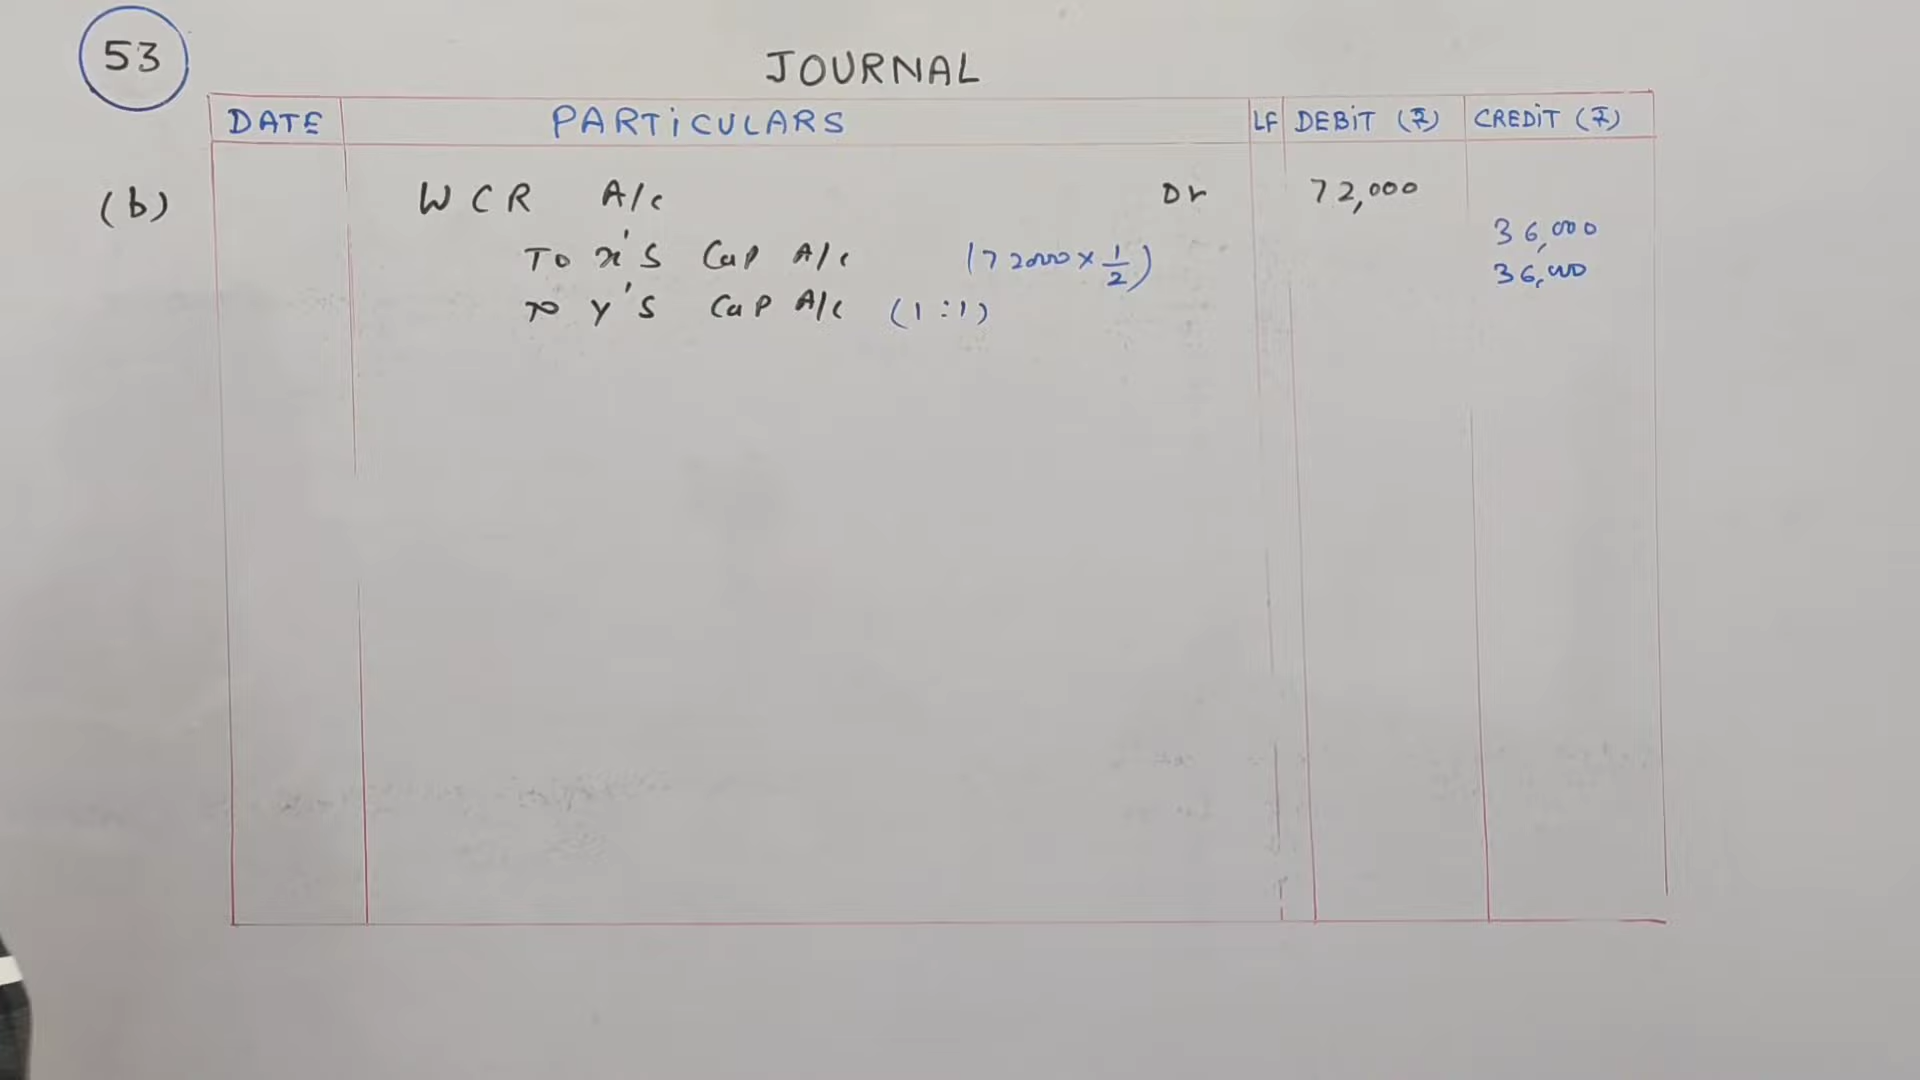 53
JOURNAL
DATE PARTiCULARS LF DEBiT (₹) CREDiT (₹)
(b) W C R A/c Dr 72,000
To x's Cap A/c (72000 × 1/2) 36,000
To Y's Cap A/c (1:1) 36,000